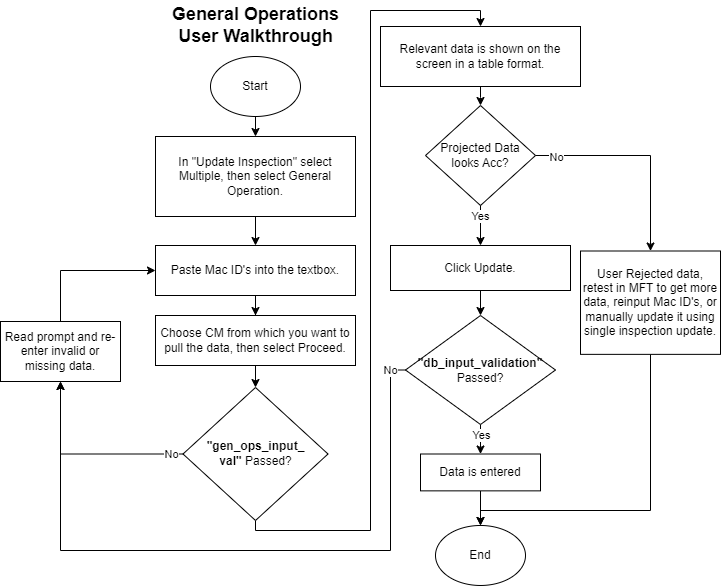 General Operations
User Walkthrough
Start
In "Update Inspection" select
Multiple, then select General
Operation.
Paste Mac ID's into the textbox.
Choose CM from which you want to
pull the data, then select Proceed.
"gen_ops_input_
val" Passed?
No
Read prompt and re-
enter invalid or
missing data.
Relevant data is shown on the
screen in a table format.
Projected Data
looks Acc?
No
Yes
User Rejected data,
retest in MFT to get more
data, reinput Mac ID's, or
manually update it using
single inspection update.
Click Update.
"db_input_validation"
Passed?
No
Yes
Data is entered
End